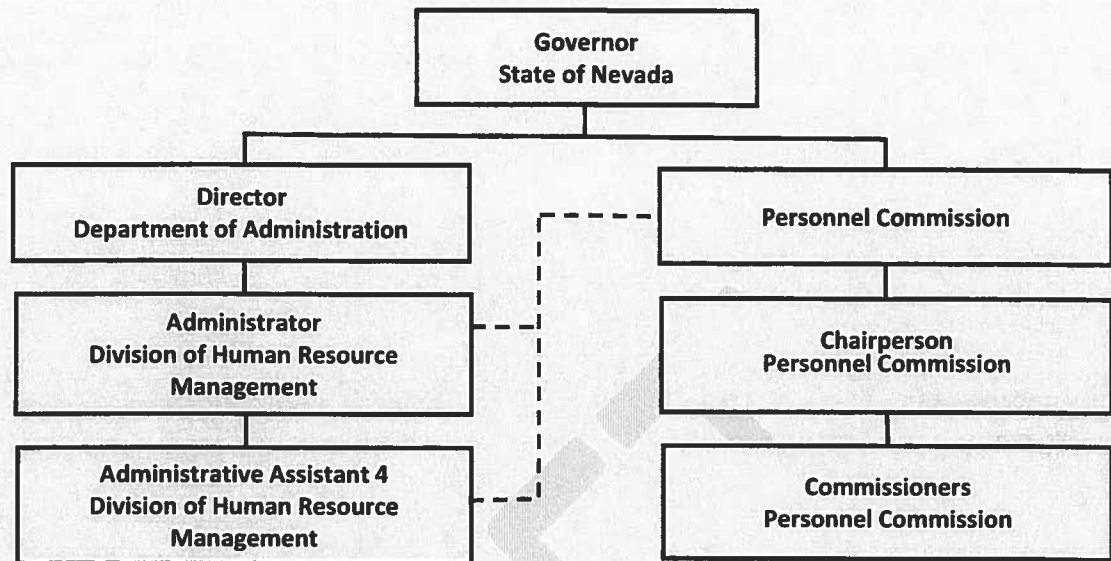 Governor
State of Nevada
Director
Department of Administration
Personnel Commission
Administrator
Division of Human Resource
Management
Chairperson
Personnel Commission
Administrative Assistant 4
Division of Human Resource
Management
Commissioners
Personnel Commission